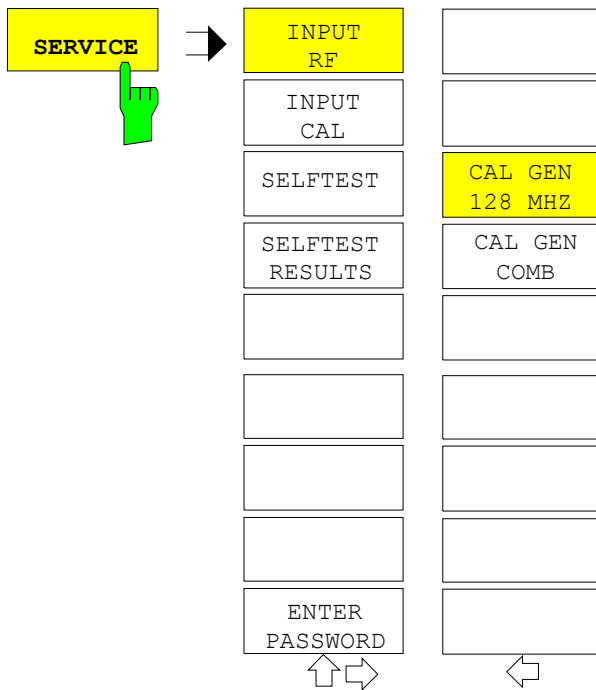 SERVICE
INPUT
RF
INPUT
CAL
SELFTEST
SELFTEST
RESULTS
ENTER
PASSWORD
CAL GEN
128 MHZ
CAL GEN
COMB